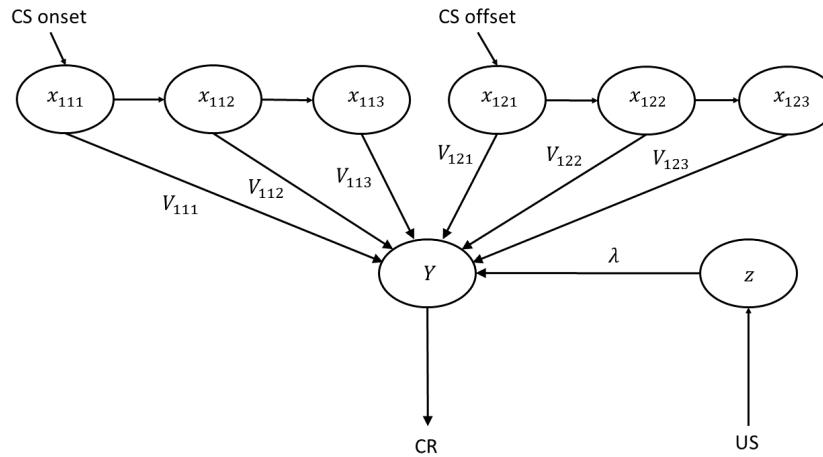 CS onset
CS offset
x₁₁₁
x₁₁₂
x₁₁₃
x₁₂₁
x₁₂₂
x₁₂₃
V₁₁₁
V₁₁₂
V₁₁₃
V₁₂₁
V₁₂₂
V₁₂₃
Y
λ
z
CR
US